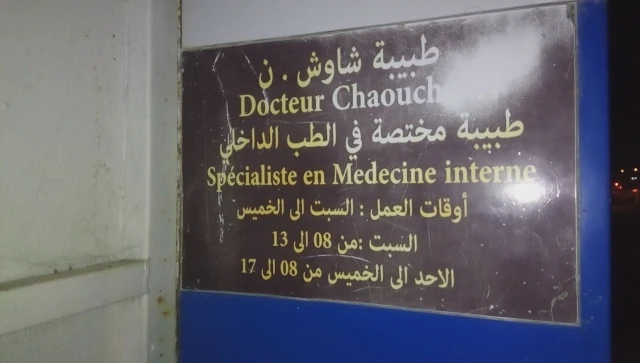 طبيبة شاوش . ن
Docteur Chaouch
طبيبة مختصة في الطب الداخلي
Spécialiste en Medecine interne
أوقات العمل : السبت الى الخميس
السبت :من 08 الى 13
الاحد الى الخميس من 08 الى 17